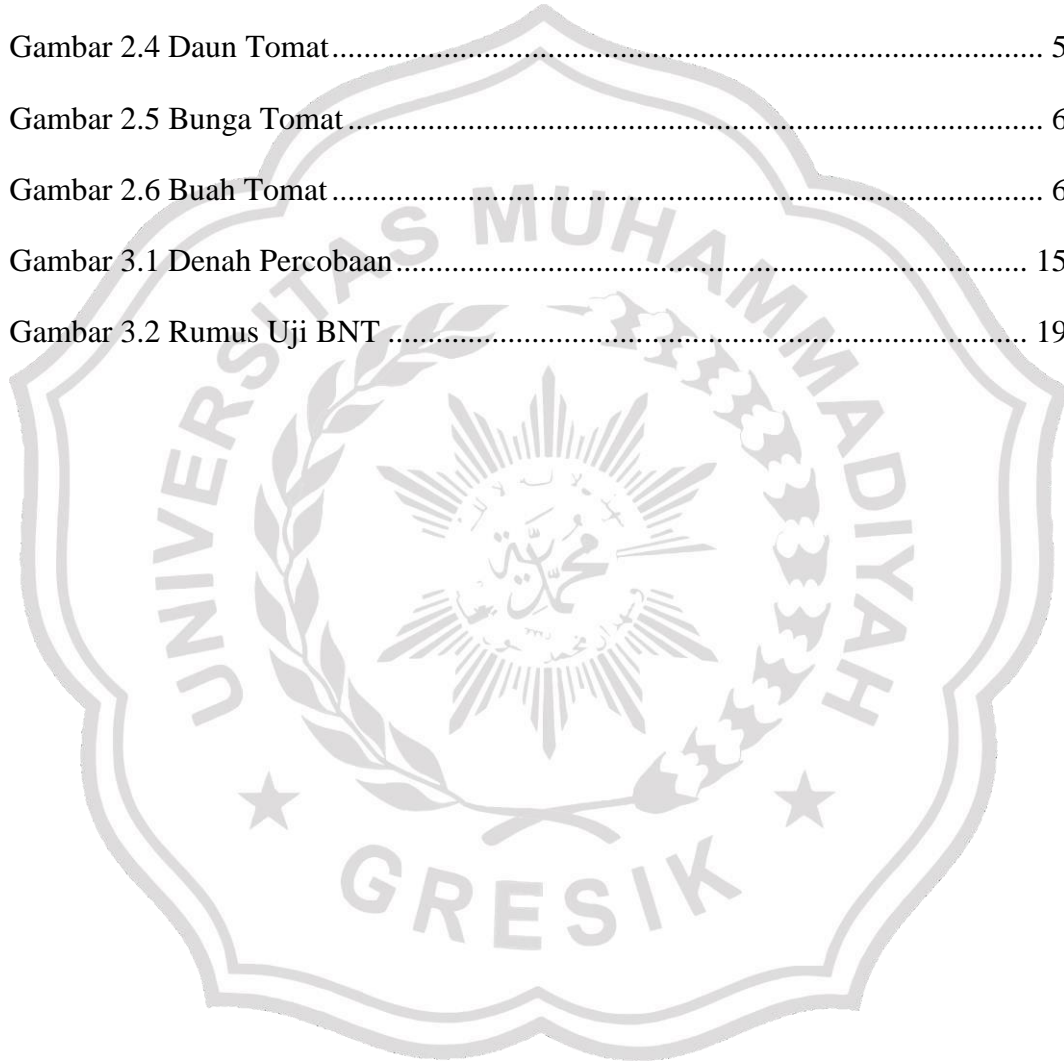 Gambar 2.4 Daun Tomat.......................................................................................... 5
Gambar 2.5 Bunga Tomat........................................................................................ 6
Gambar 2.6 Buah Tomat.......................................................................................... 6
Gambar 3.1 Denah Percobaan................................................................................ 15
Gambar 3.2 Rumus Uji BNT ................................................................................. 19
UNIVERSITAS MUHAMMADIYAH
GRESIK